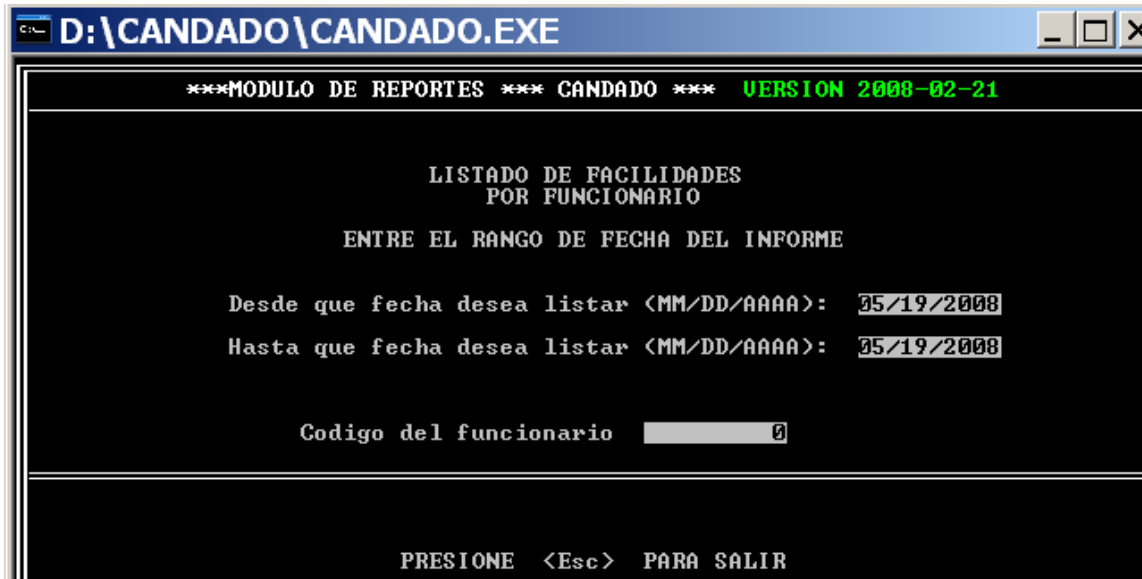 D:\CANDADO\CANDADO.EXE
***MODULO DE REPORTES *** CANDADO *** VERSION 2008-02-21
LISTADO DE FACILIDADES
POR FUNCIONARIO
ENTRE EL RANGO DE FECHA DEL INFORME
Desde que fecha desea listar (MM/DD/AAAA): 05/19/2008
Hasta que fecha desea listar (MM/DD/AAAA): 05/19/2008
Codigo del funcionario 0
PRESIONE <Esc> PARA SALIR